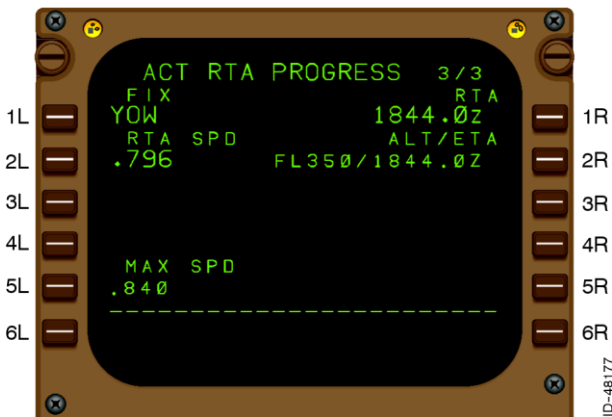 ACT RTA PROGRESS 3/3
FIX RTA
1L YOW 1844.0z 1R
RTA SPD ALT/ETA
2L .796 FL350/1844.0Z 2R
3L 3R
4L 4R
MAX SPD
5L .840 5R
------------------------
6L 6R
ID-48177